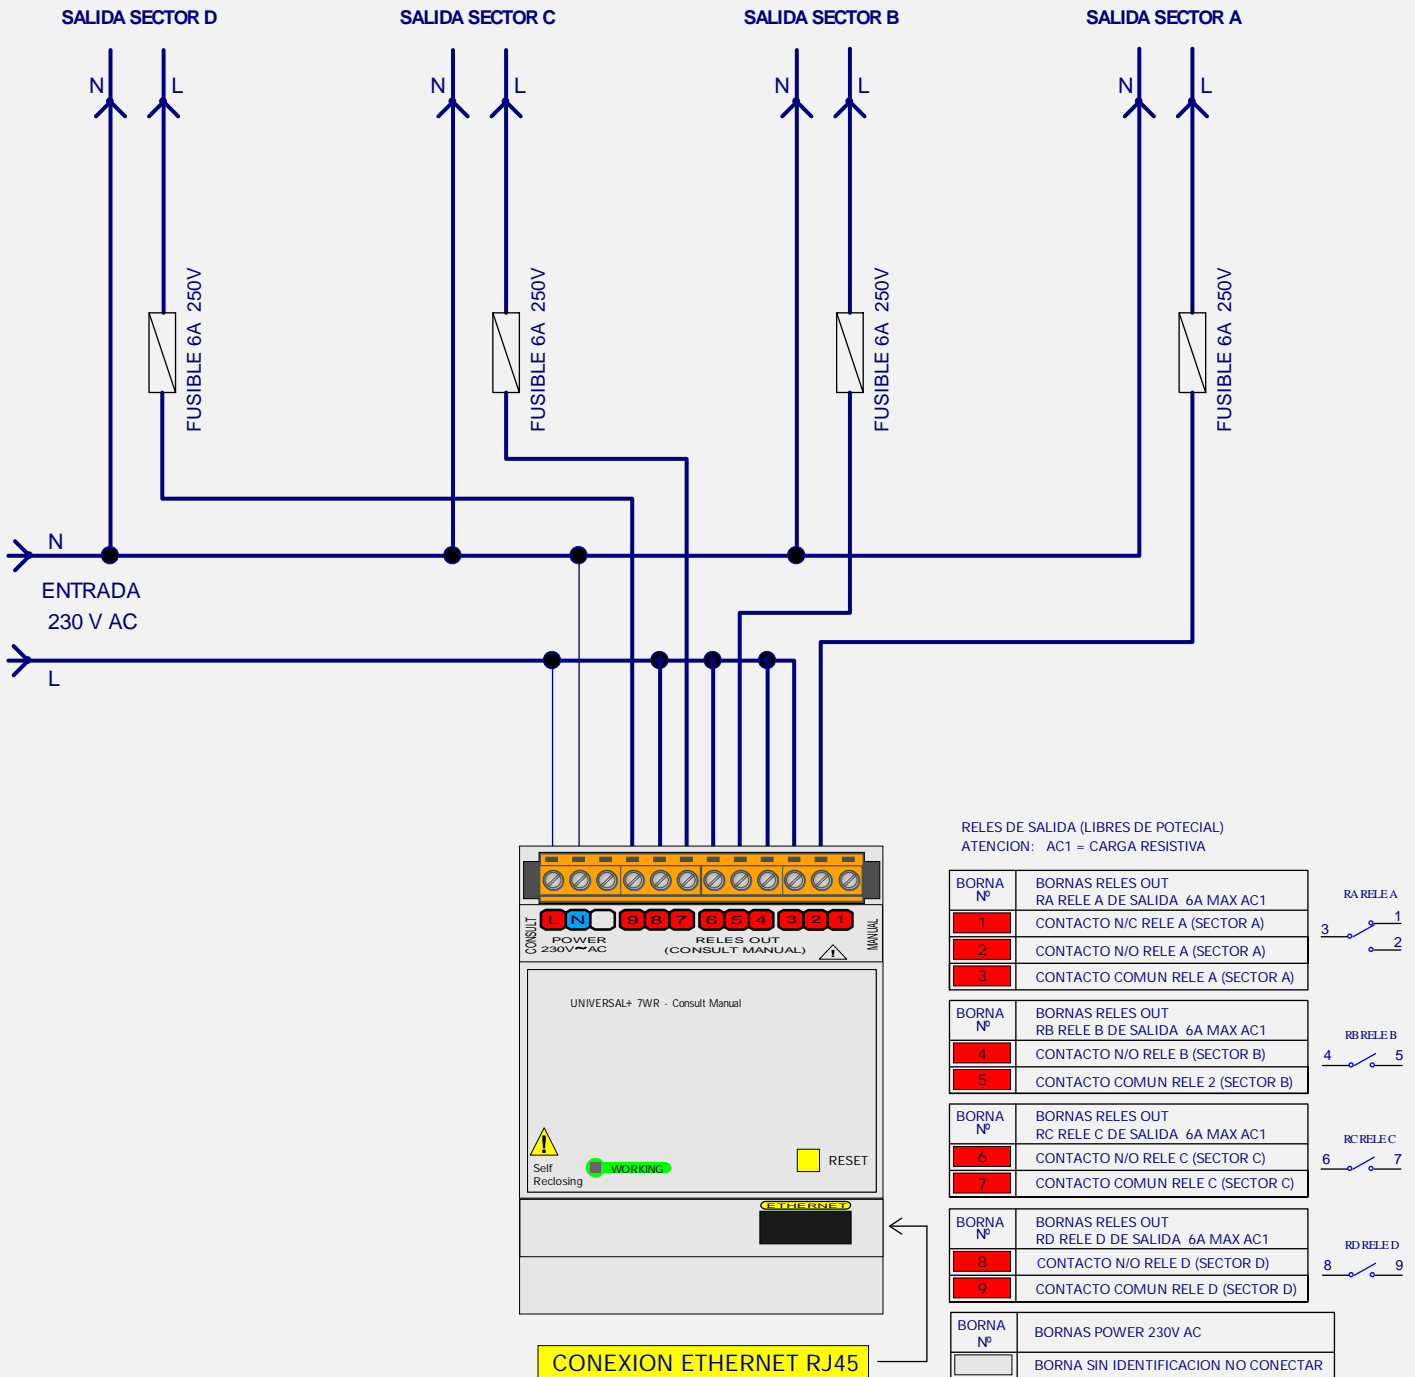 SALIDA SECTOR D
SALIDA SECTOR C
SALIDA SECTOR B
SALIDA SECTOR A
N
L
N
L
N
L
N
L
FUSIBLE 6A 250V
FUSIBLE 6A 250V
FUSIBLE 6A 250V
FUSIBLE 6A 250V
N
ENTRADA
230 V AC
L
CONSULT
L N 9 8 7 6 5 4 3 2 1
MANUAL
POWER
230V~AC
RELES OUT
(CONSULT MANUAL)
!
UNIVERSAL+ 7WR - Consult Manual
!
Self
Reclosing
WORKING
RESET
ETHERNET
CONEXION ETHERNET RJ45
RELES DE SALIDA (LIBRES DE POTECIAL)
ATENCION: AC1 = CARGA RESISTIVA
BORNA
Nº
BORNAS RELES OUT
RA RELE A DE SALIDA 6A MAX AC1
1 CONTACTO N/C RELE A (SECTOR A)
2 CONTACTO N/O RELE A (SECTOR A)
3 CONTACTO COMUN RELE A (SECTOR A)
RA RELE A
3
1
2
BORNA
Nº
BORNAS RELES OUT
RB RELE B DE SALIDA 6A MAX AC1
4 CONTACTO N/O RELE B (SECTOR B)
5 CONTACTO COMUN RELE 2 (SECTOR B)
RB RELE B
4 5
BORNA
Nº
BORNAS RELES OUT
RC RELE C DE SALIDA 6A MAX AC1
6 CONTACTO N/O RELE C (SECTOR C)
7 CONTACTO COMUN RELE C (SECTOR C)
RC RELE C
6 7
BORNA
Nº
BORNAS RELES OUT
RD RELE D DE SALIDA 6A MAX AC1
8 CONTACTO N/O RELE D (SECTOR D)
9 CONTACTO COMUN RELE D (SECTOR D)
RD RELE D
8 9
BORNA
Nº
BORNAS POWER 230V AC
BORNA SIN IDENTIFICACION NO CONECTAR